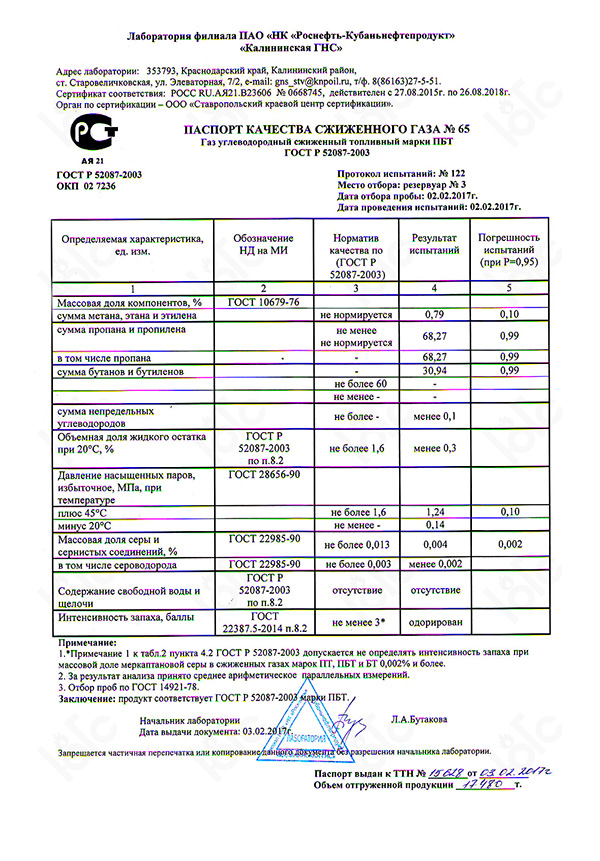 Лаборатория филиала ПАО «НК «Роснефть-Кубаньнефтепродукт»
«Калининская ГНС»
Адрес лаборатории: 353793, Краснодарский край, Калининский район,
ст. Старовеличковская, ул. Элеваторная, 7/2, e-mail: gns_stv@knpoil.ru, т/ф. 8(86163)27-5-51.
Сертификат соответствия: РОСС RU.АЯ21.В23606 № 0668745, действителен с 27.08.2015г. по 26.08.2018г.
Орган по сертификации – ООО «Ставропольский краевой центр сертификации».
АЯ 21
ПАСПОРТ КАЧЕСТВА СЖИЖЕННОГО ГАЗА № 65
Газ углеводородный сжиженный топливный марки ПБТ
ГОСТ Р 52087-2003
ГОСТ Р 52087-2003
ОКП 02 7236
Протокол испытаний: № 122
Место отбора: резервуар № 3
Дата отбора пробы: 02.02.2017г.
Дата проведения испытаний: 02.02.2017г.
Определяемая характеристика, ед. изм. Обозначение НД на МИ Норматив качества по (ГОСТ Р 52087-2003) Результат испытаний Погрешность испытаний (при Р=0,95)
1 2 3 4 5
Массовая доля компонентов, % ГОСТ 10679-76
сумма метана, этана и этилена не нормируется 0,79 0,10
сумма пропана и пропилена не менее не нормируется 68,27 0,99
в том числе пропана - - 68,27 0,99
сумма бутанов и бутиленов 30,94 0,99
не более 60 -
не менее - -
сумма непредельных углеводородов не более - менее 0,1
Объемная доля жидкого остатка при 20°С, % ГОСТ Р 52087-2003 по п.8.2 не более 1,6 менее 0,3
Давление насыщенных паров, избыточное, МПа, при температуре ГОСТ 28656-90
плюс 45°С не более 1,6 1,24 0,10
минус 20°С не менее - 0,14
Массовая доля серы и сернистых соединений, % ГОСТ 22985-90 не более 0,013 0,004 0,002
в том числе сероводорода ГОСТ 22985-90 не более 0,003 менее 0,002
Содержание свободной воды и щелочи ГОСТ Р 52087-2003 по п.8.2 отсутствие отсутствие
Интенсивность запаха, баллы ГОСТ 22387.5-2014 п.8.2 не менее 3* одорирован
Примечание:
1.*Примечание 1 к табл.2 пункта 4.2 ГОСТ Р 52087-2003 допускается не определять интенсивность запаха при
массовой доле меркаптановой серы в сжиженных газах марок ПТ, ПБТ и БТ 0,002% и более.
2. За результат анализа принято среднее арифметическое параллельных измерений.
3. Отбор проб по ГОСТ 14921-78.
Заключение: продукт соответствует ГОСТ Р 52087-2003 марки ПБТ.
Начальник лаборатории Л.А.Бутакова
Дата выдачи документа: 03.02.2017г.
ЛАБОРАТОРИЯ
Запрещается частичная перепечатка или копирование данного документа без разрешения начальника лаборатории.
Паспорт выдан к ТТН № 15628 от 03.02.2017г
Объем отгруженной продукции 17480 т.